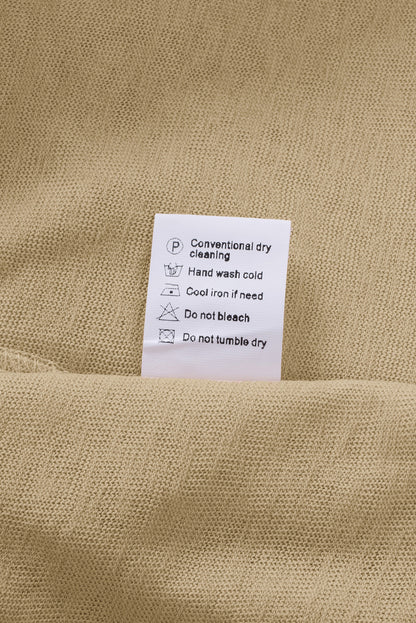 P Conventional dry
cleaning
Hand wash cold
Cool iron if need
Do not bleach
Do not tumble dry